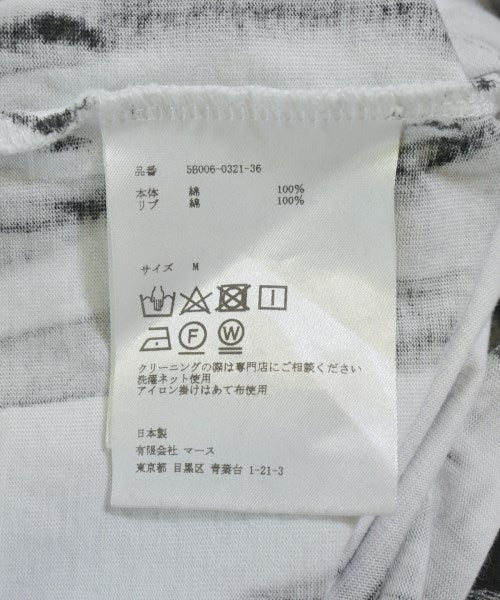 品番 5B006-0321-36
本体 綿 100%
リブ 綿 100%
サイズ M
F W
クリーニングの際は専門店にご相談ください
洗濯ネット使用
アイロン掛けはあて布使用
日本製
有限会社 マース
東京都 目黒区 青葉台 1-21-3